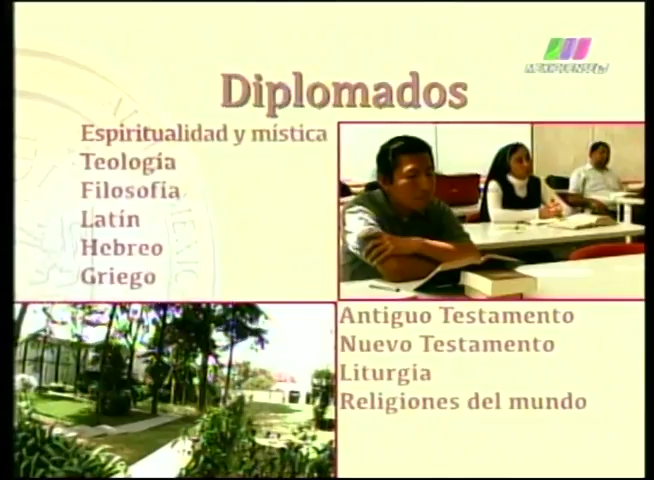 Diplomados
Espiritualidad y mística
Teología
Filosofía
Latín
Hebreo
Griego
Antiguo Testamento
Nuevo Testamento
Liturgia
Religiones del mundo